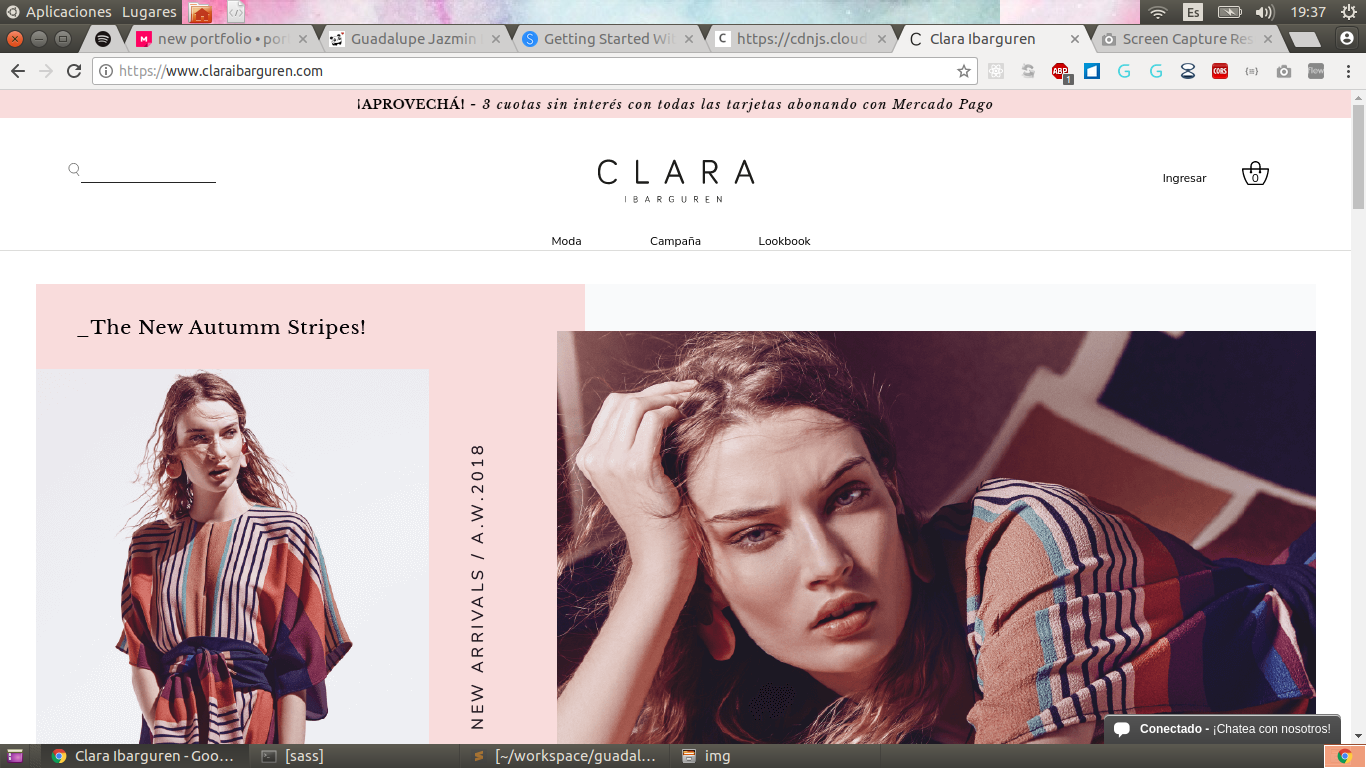 Aplicaciones Lugares
Es
19:37
new portfolio • por
Guadalupe Jazmin
Getting Started Wi
https://cdnjs.cloud
Clara Ibarguren
Screen Capture Res
https://www.claraibarguren.com
ABP
1
CORS
¡APROVECHÁ! - 3 cuotas sin interés con todas las tarjetas abonando con Mercado Pago
CLARA
IBARGUREN
Ingresar
0
Moda Campaña Lookbook
_The New Autumm Stripes!
NEW ARRIVALS / A.W.2018
Conectado - ¡Chatea con nosotros!
Clara Ibarguren - Goo...
[sass]
[~/workspace/guadal...
img